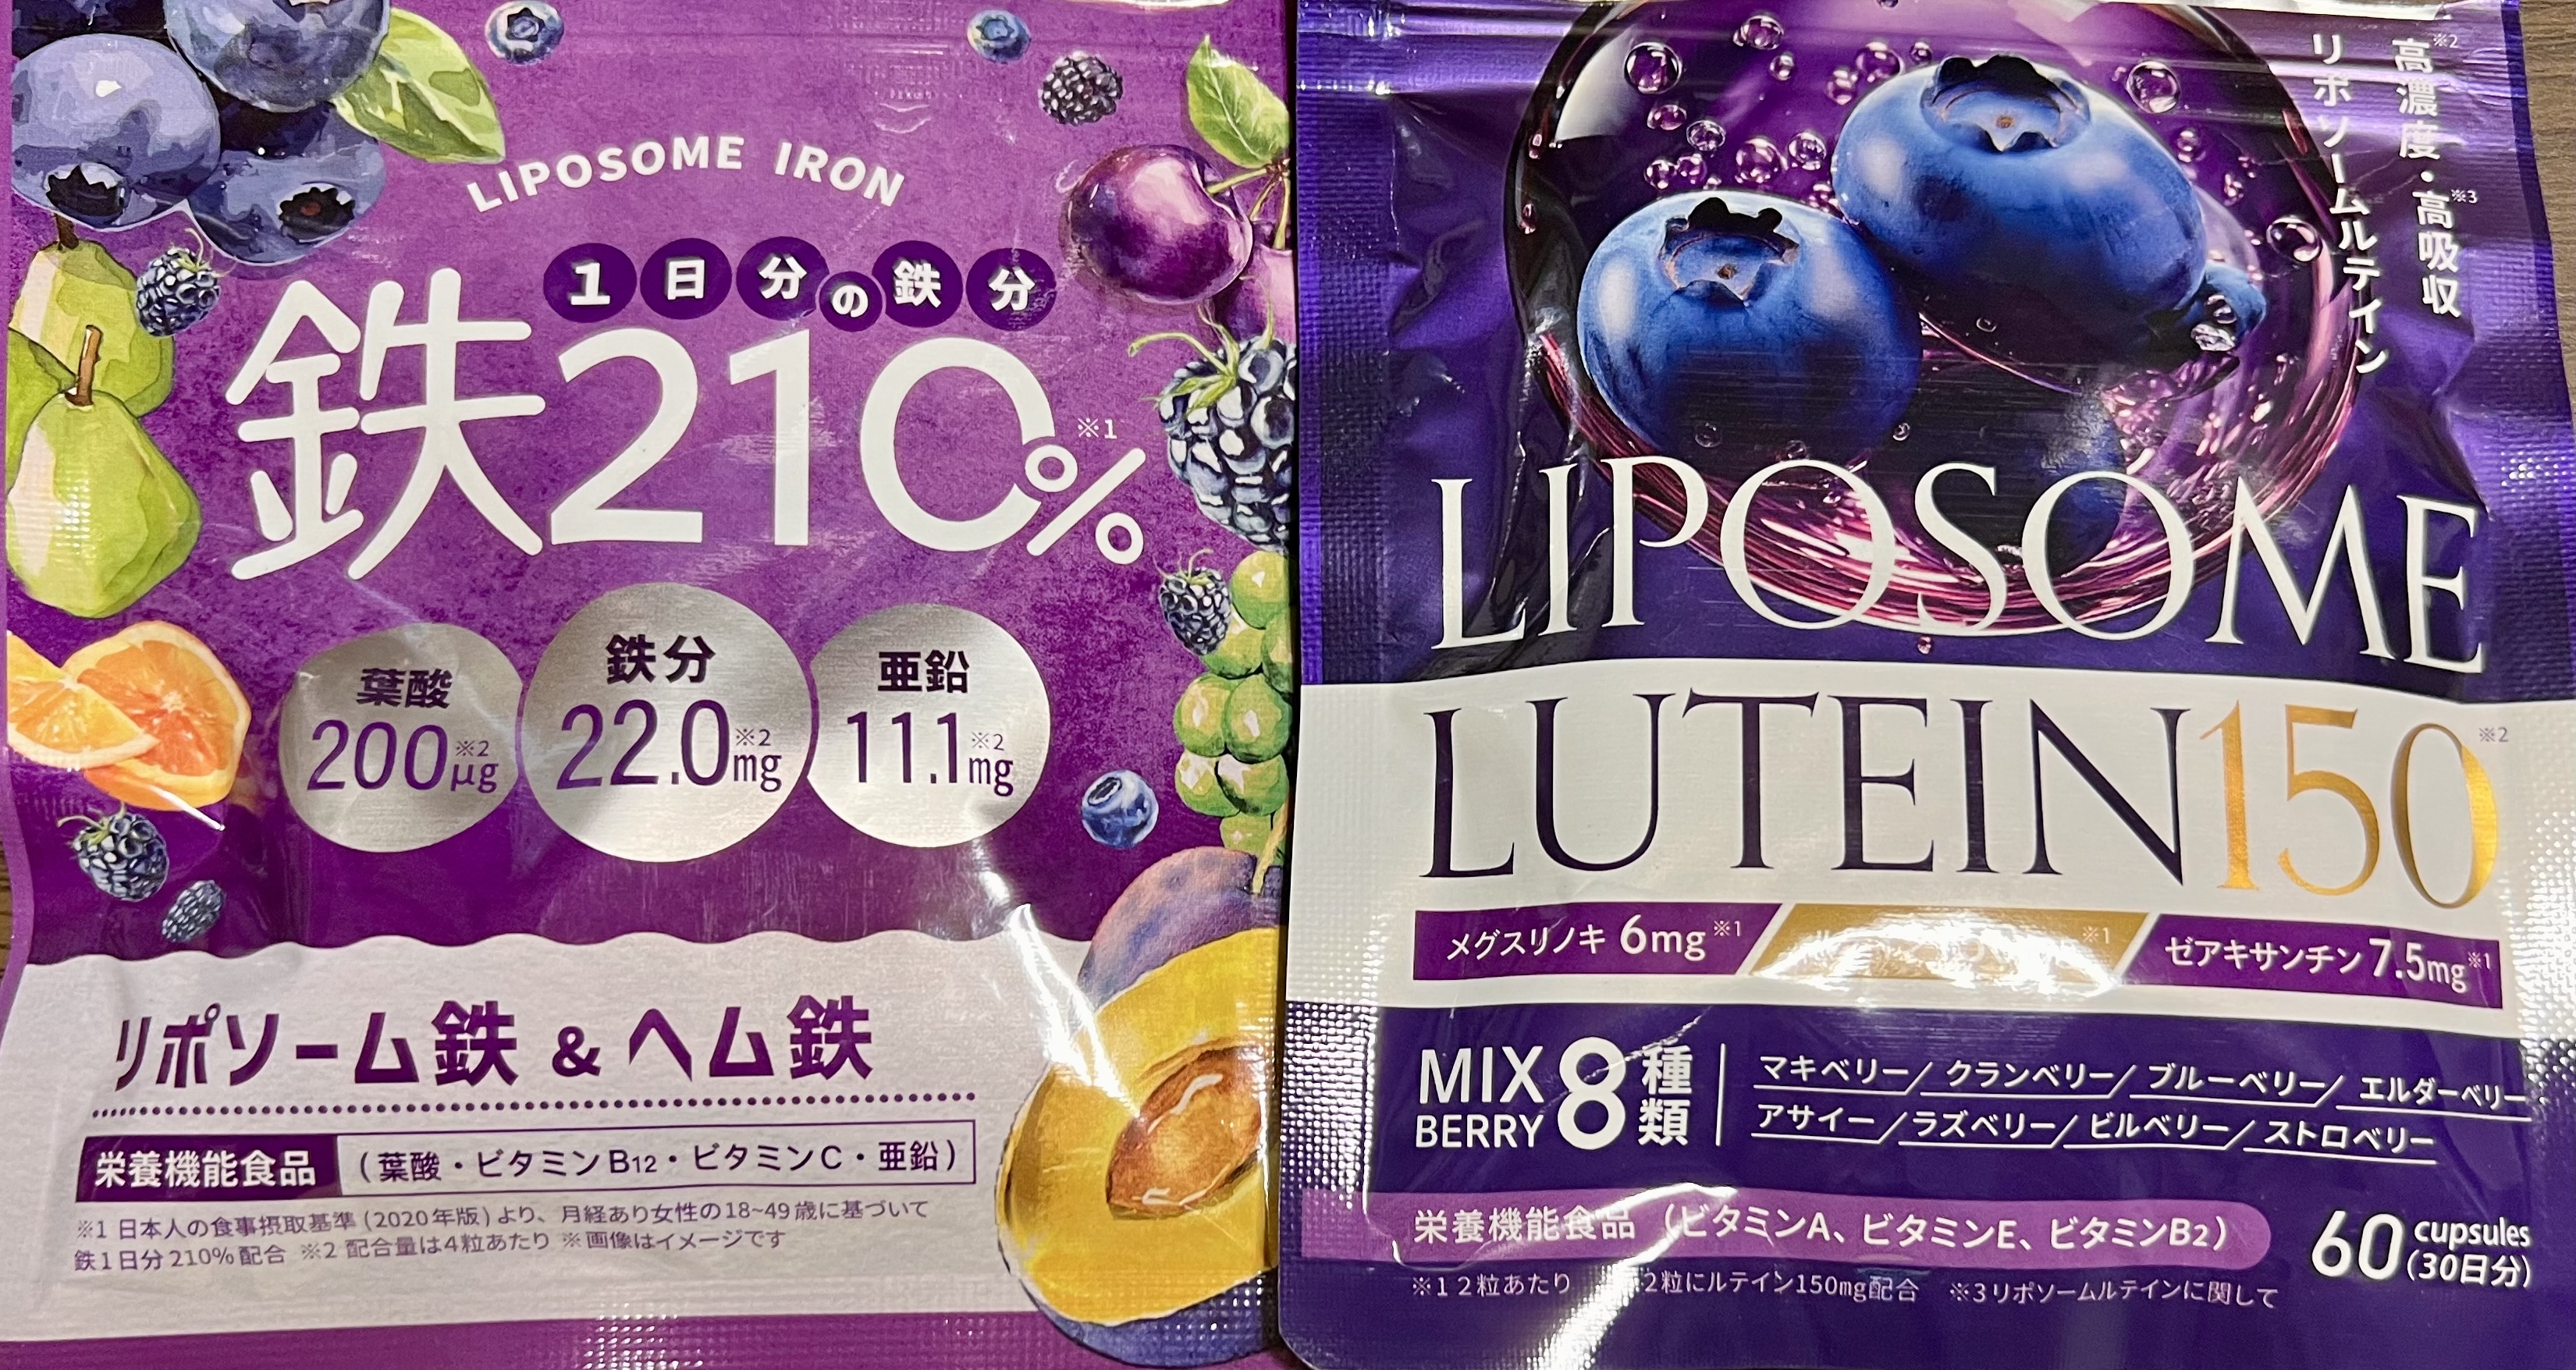 LIPOSOME IRON
1日分の鉄分
鉄210%※1
葉酸
200μg※2
鉄分
22.0mg※2
亜鉛
11.1mg※2
リポソーム鉄 & ヘム鉄
栄養機能食品 (葉酸・ビタミンB12・ビタミンC・亜鉛)
※1 日本人の食事摂取基準 (2020年版) より、月経あり女性の18~49歳に基づいて
鉄1日分210%配合 ※2 配合量は4粒あたり ※画像はイメージです
高濃度・高吸収
※2
※3
リポソームルテイン
LIPOSOME
LUTEIN150※2
メグスリノキ 6mg※1
※1
ゼアキサンチン7.5mg※1
MIX BERRY 8種類
マキベリー/クランベリー/ブルーベリー/エルダーベリー
アサイー/ラズベリー/ビルベリー/ストロベリー
栄養機能食品 (ビタミンA、ビタミンE、ビタミンB2)
60 cupsules (30日分)
※1 2粒あたり 2粒にルテイン150mg配合 ※3リポソームルテインに関して